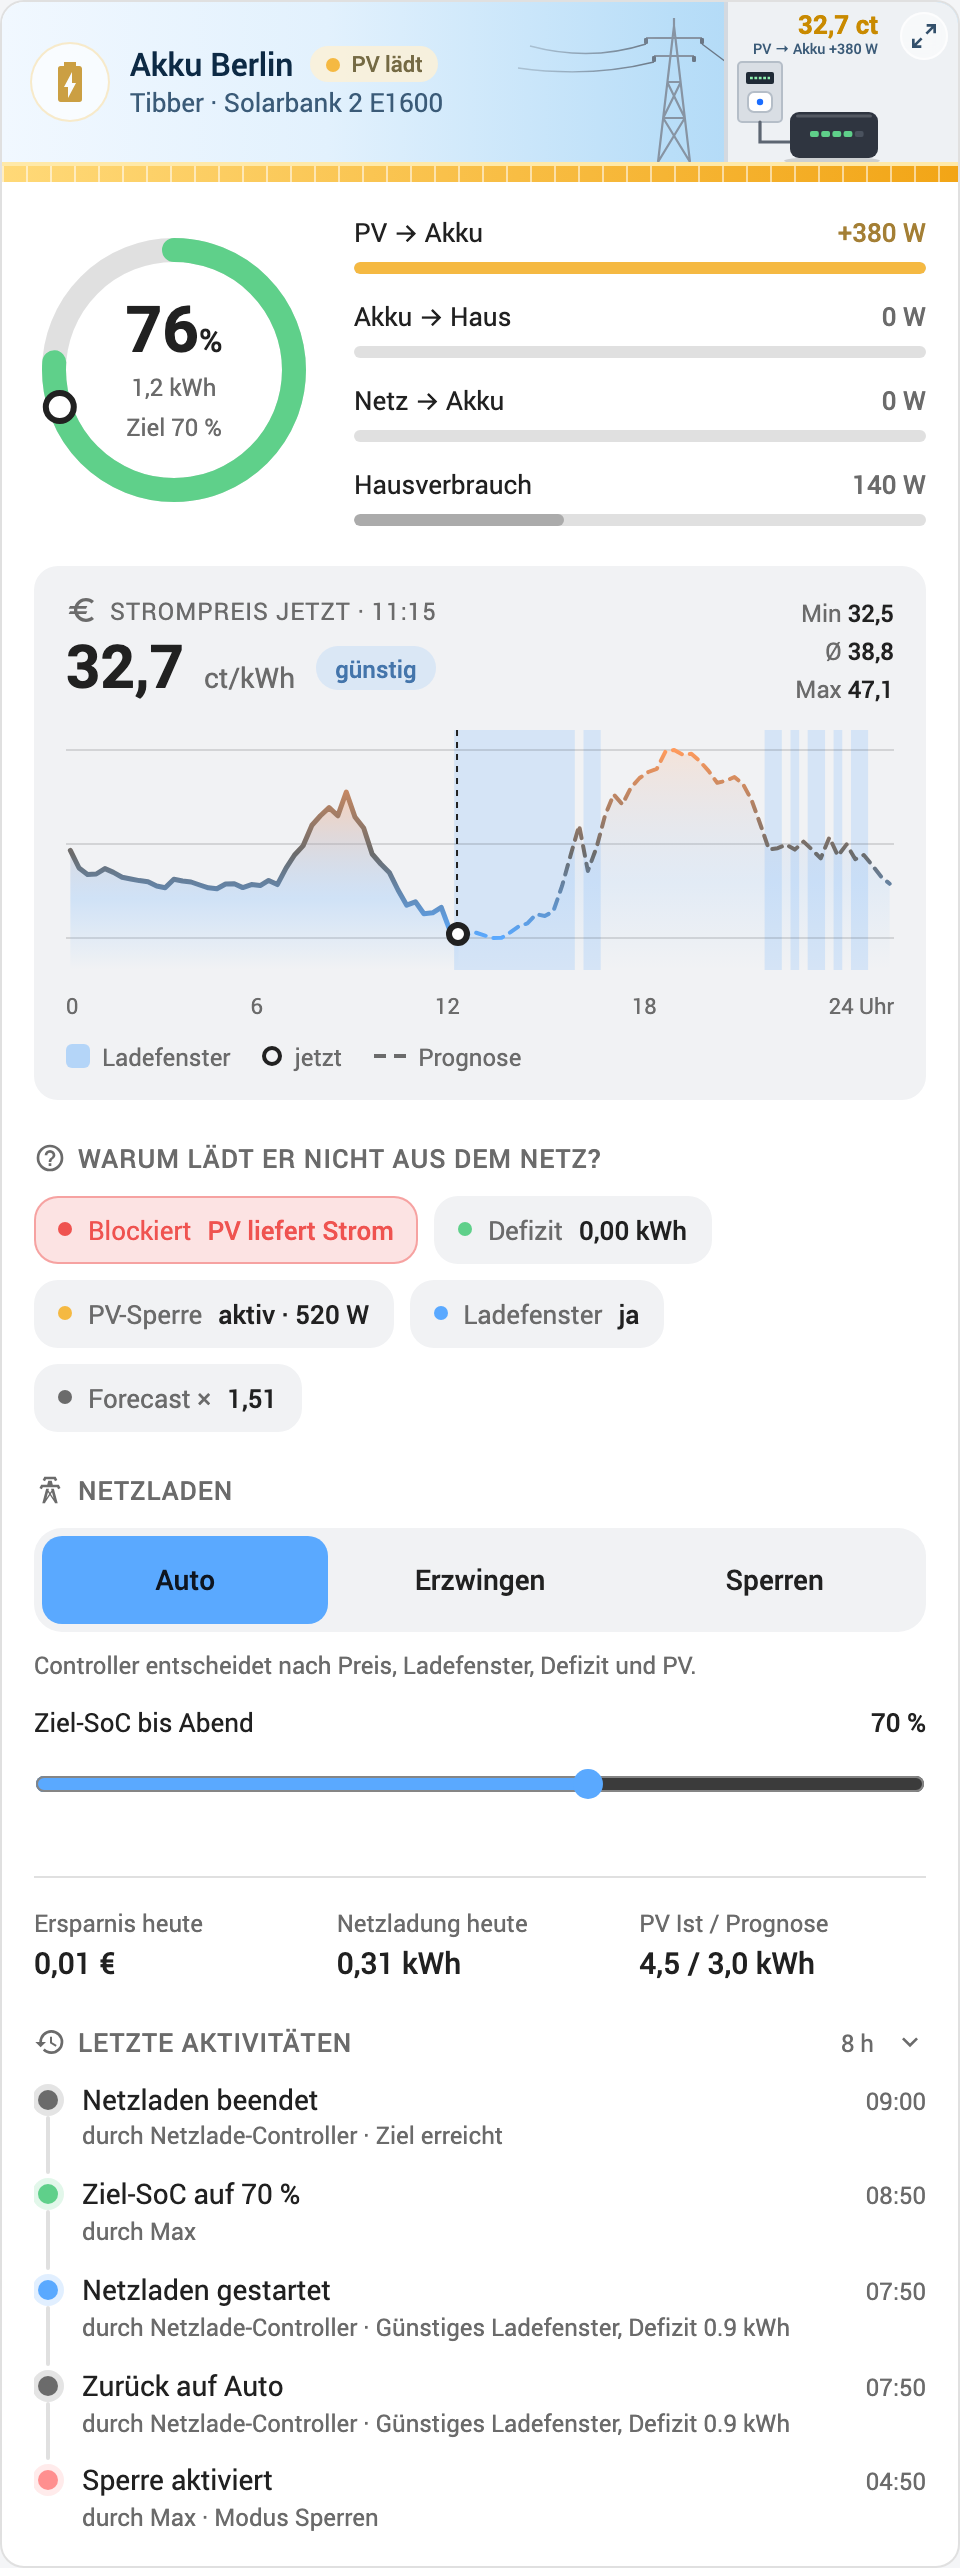 Akku Berlin
PV lädt
Tibber · Solarbank 2 E1600
32,7 ct
PV → Akku +380 W
76%
1,2 kWh
Ziel 70 %
PV → Akku +380 W
Akku → Haus 0 W
Netz → Akku 0 W
Hausverbrauch 140 W
STROMPREIS JETZT · 11:15
32,7 ct/kWh günstig
Min 32,5
Ø 38,8
Max 47,1
0 6 12 18 24 Uhr
Ladefenster jetzt Prognose
WARUM LÄDT ER NICHT AUS DEM NETZ?
Blockiert PV liefert Strom
Defizit 0,00 kWh
PV-Sperre aktiv · 520 W
Ladefenster ja
Forecast × 1,51
NETZLADEN
Auto Erzwingen Sperren
Controller entscheidet nach Preis, Ladefenster, Defizit und PV.
Ziel-SoC bis Abend 70 %
Ersparnis heute Netzladung heute PV Ist / Prognose
0,01 € 0,31 kWh 4,5 / 3,0 kWh
LETZTE AKTIVITÄTEN 8 h
Netzladen beendet 09:00
durch Netzlade-Controller · Ziel erreicht
Ziel-SoC auf 70 % 08:50
durch Max
Netzladen gestartet 07:50
durch Netzlade-Controller · Günstiges Ladefenster, Defizit 0.9 kWh
Zurück auf Auto 07:50
durch Netzlade-Controller · Günstiges Ladefenster, Defizit 0.9 kWh
Sperre aktiviert 04:50
durch Max · Modus Sperren